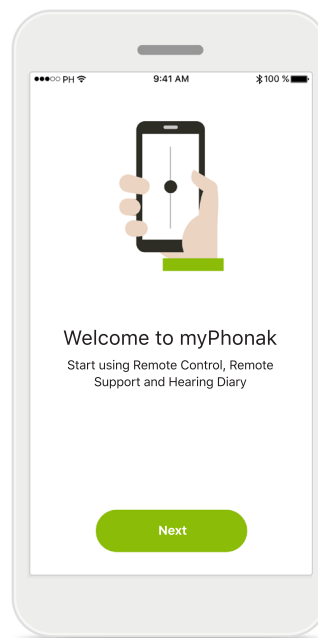 ●●●○○ PH 9:41 AM 100 %
Welcome to myPhonak
Start using Remote Control, Remote
Support and Hearing Diary
Next